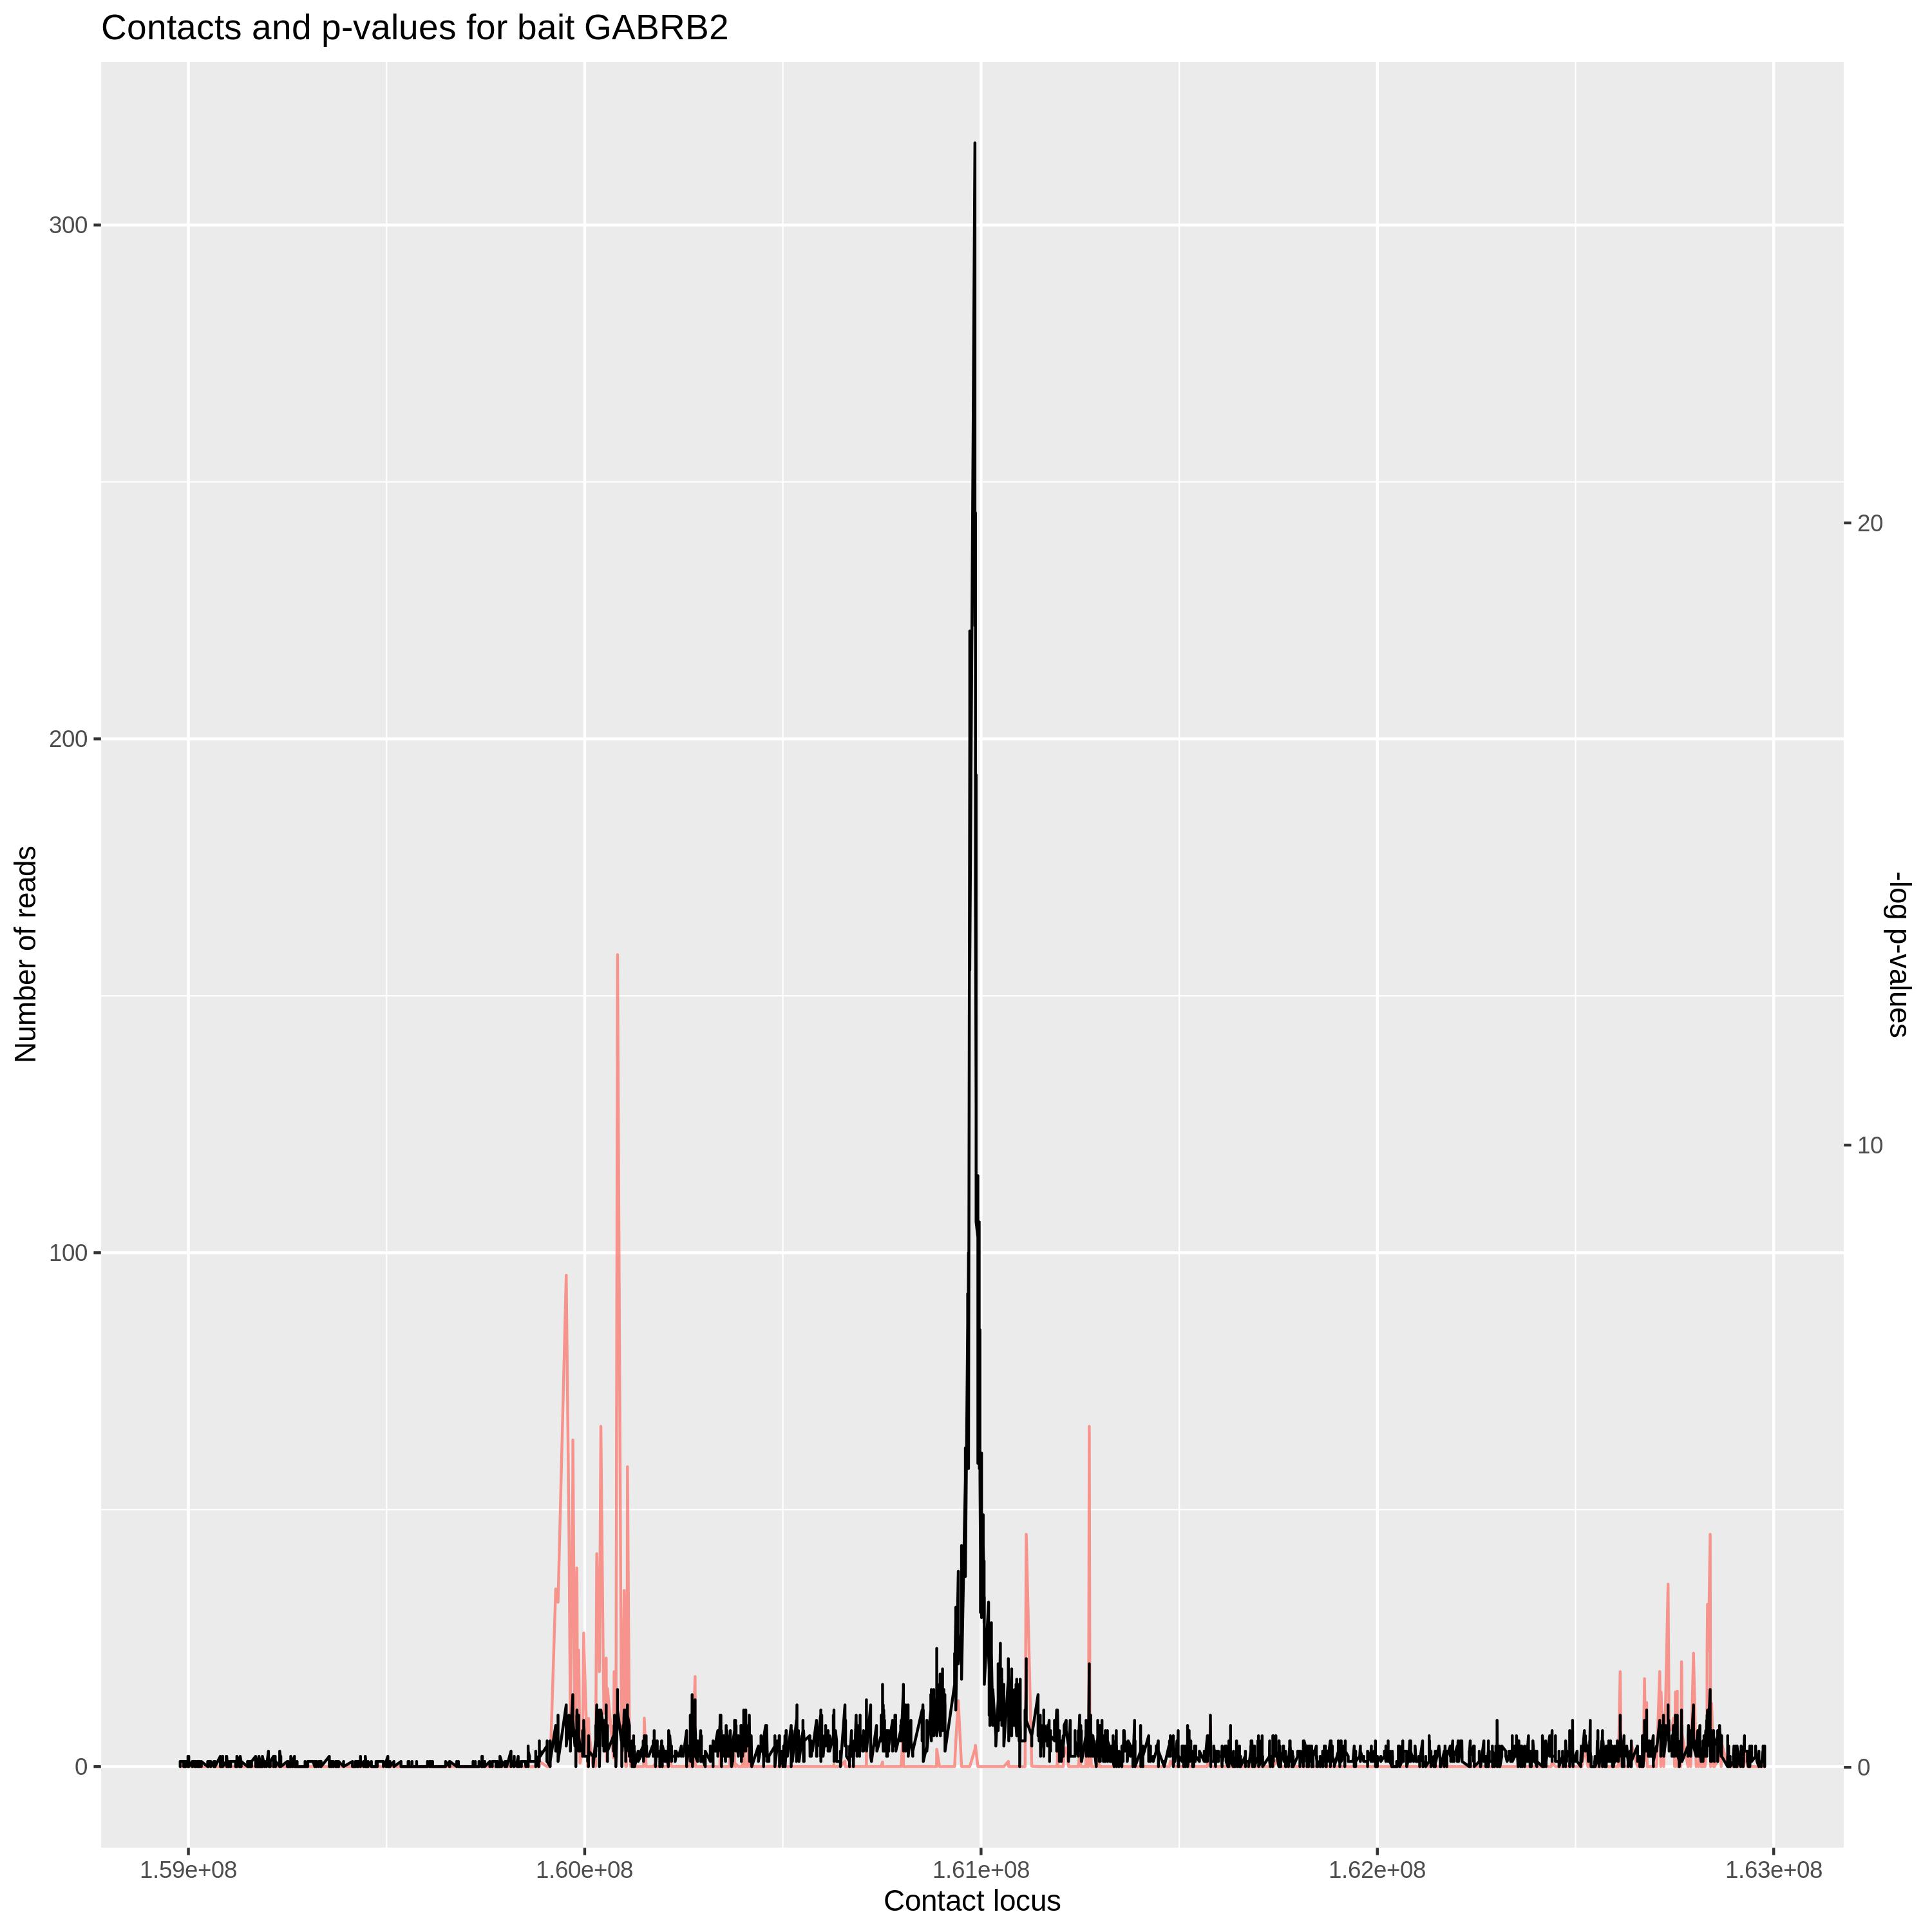 Contacts and p-values for bait GABRB2
300
200
100
0
Number of reads
20
10
0
-log p-values
1.59e+08
1.60e+08
1.61e+08
1.62e+08
1.63e+08
Contact locus